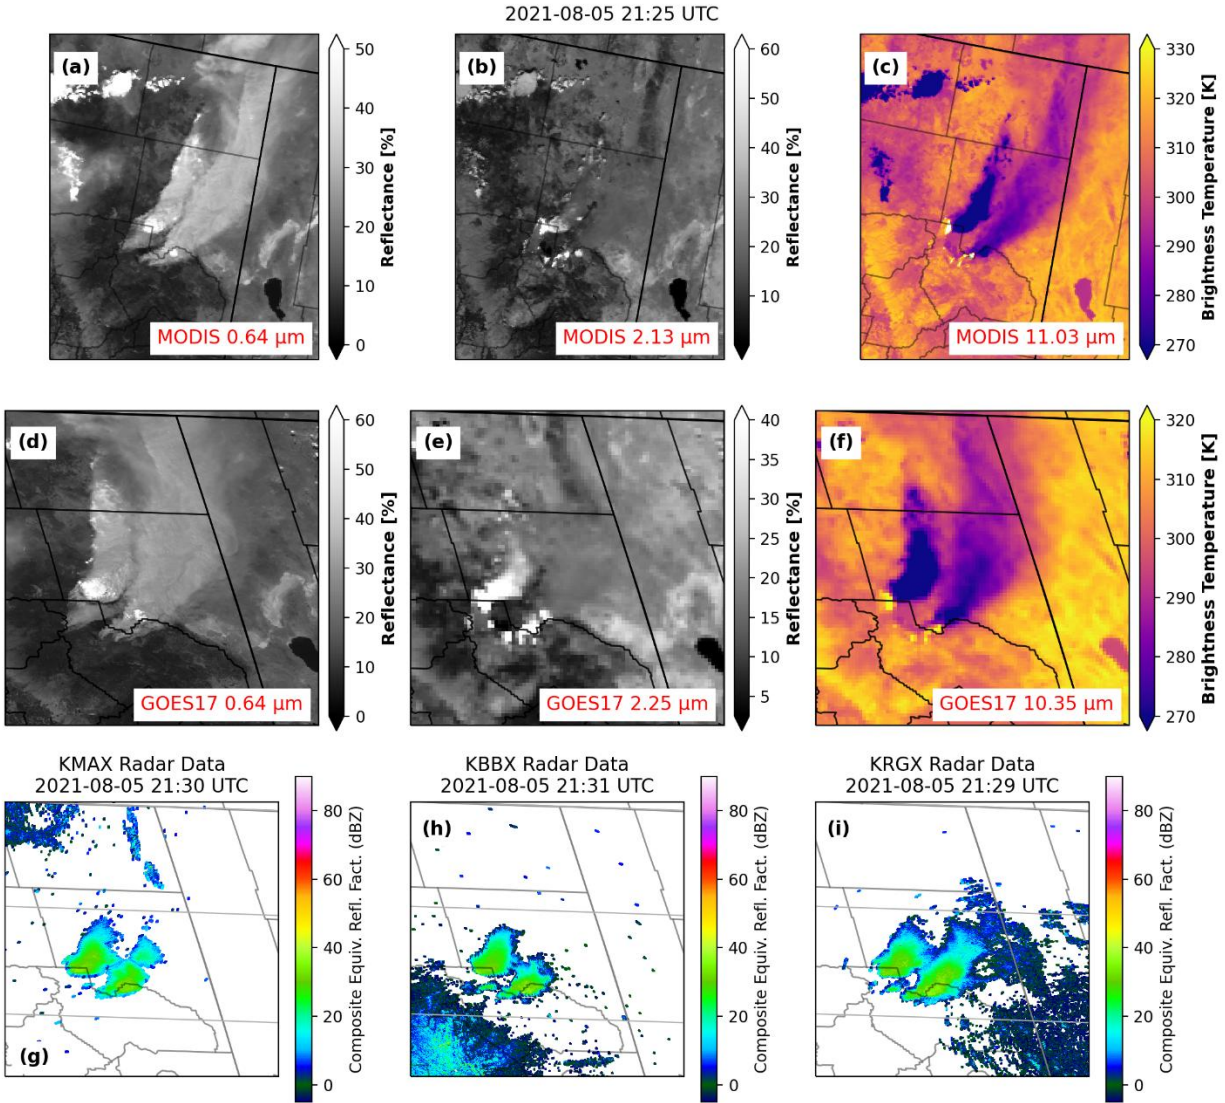 2021-08-05 21:25 UTC
(a)
MODIS 0.64 μm
50
40
30
20
10
0
Reflectance [%]
(b)
MODIS 2.13 μm
60
50
40
30
20
10
Reflectance [%]
(c)
MODIS 11.03 μm
330
320
310
300
290
280
270
Brightness Temperature [K]
(d)
GOES17 0.64 μm
60
50
40
30
20
10
0
Reflectance [%]
(e)
GOES17 2.25 μm
40
35
30
25
20
15
10
5
Reflectance [%]
(f)
GOES17 10.35 μm
320
310
300
290
280
270
Brightness Temperature [K]
KMAX Radar Data
2021-08-05 21:30 UTC
(g)
80
60
40
20
0
Composite Equiv. Refl. Fact. (dBZ)
KBBX Radar Data
2021-08-05 21:31 UTC
(h)
80
60
40
20
0
Composite Equiv. Refl. Fact. (dBZ)
KRGX Radar Data
2021-08-05 21:29 UTC
(i)
80
60
40
20
0
Composite Equiv. Refl. Fact. (dBZ)